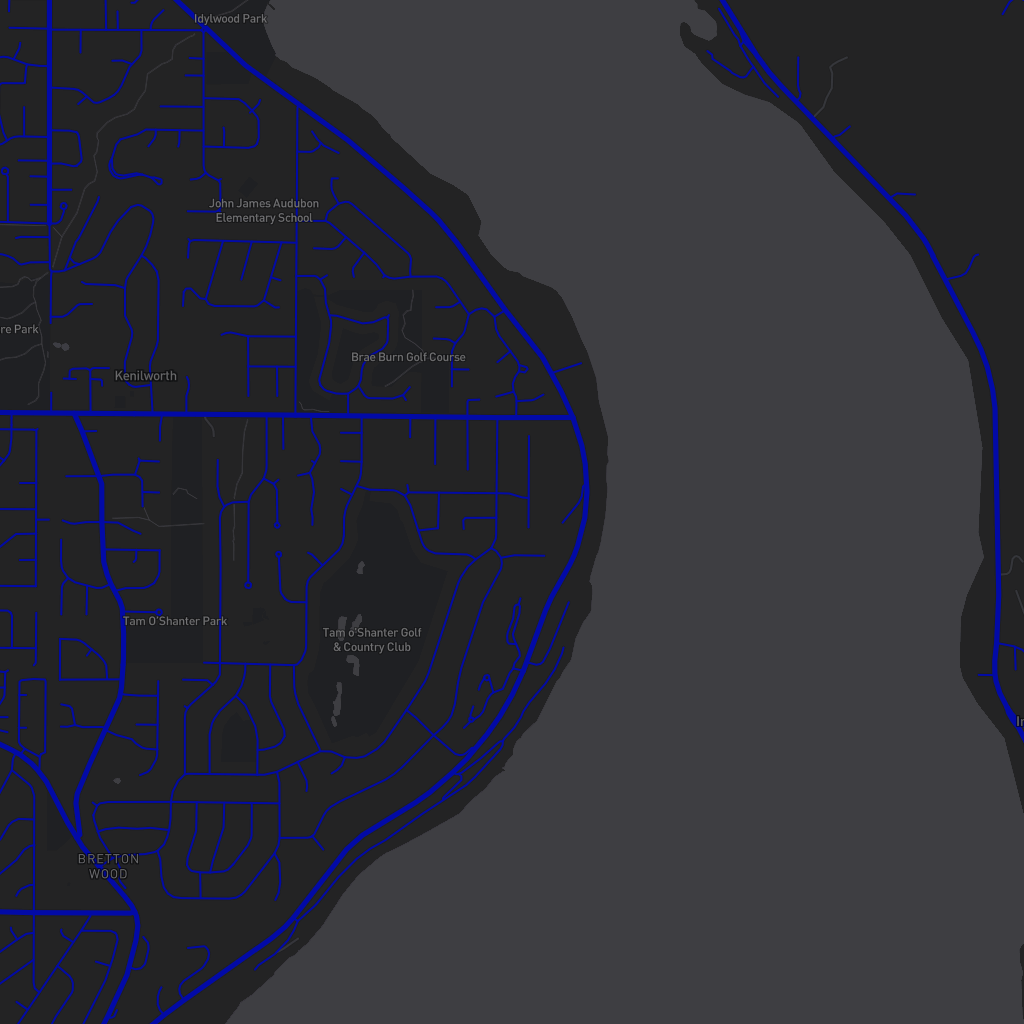 Idylwood Park
John James Audubon
Elementary School
re Park
Brae Burn Golf Course
Kenilworth
Tam O'Shanter Park
Tam o'Shanter Golf
& Country Club
In
BRETTON
WOOD